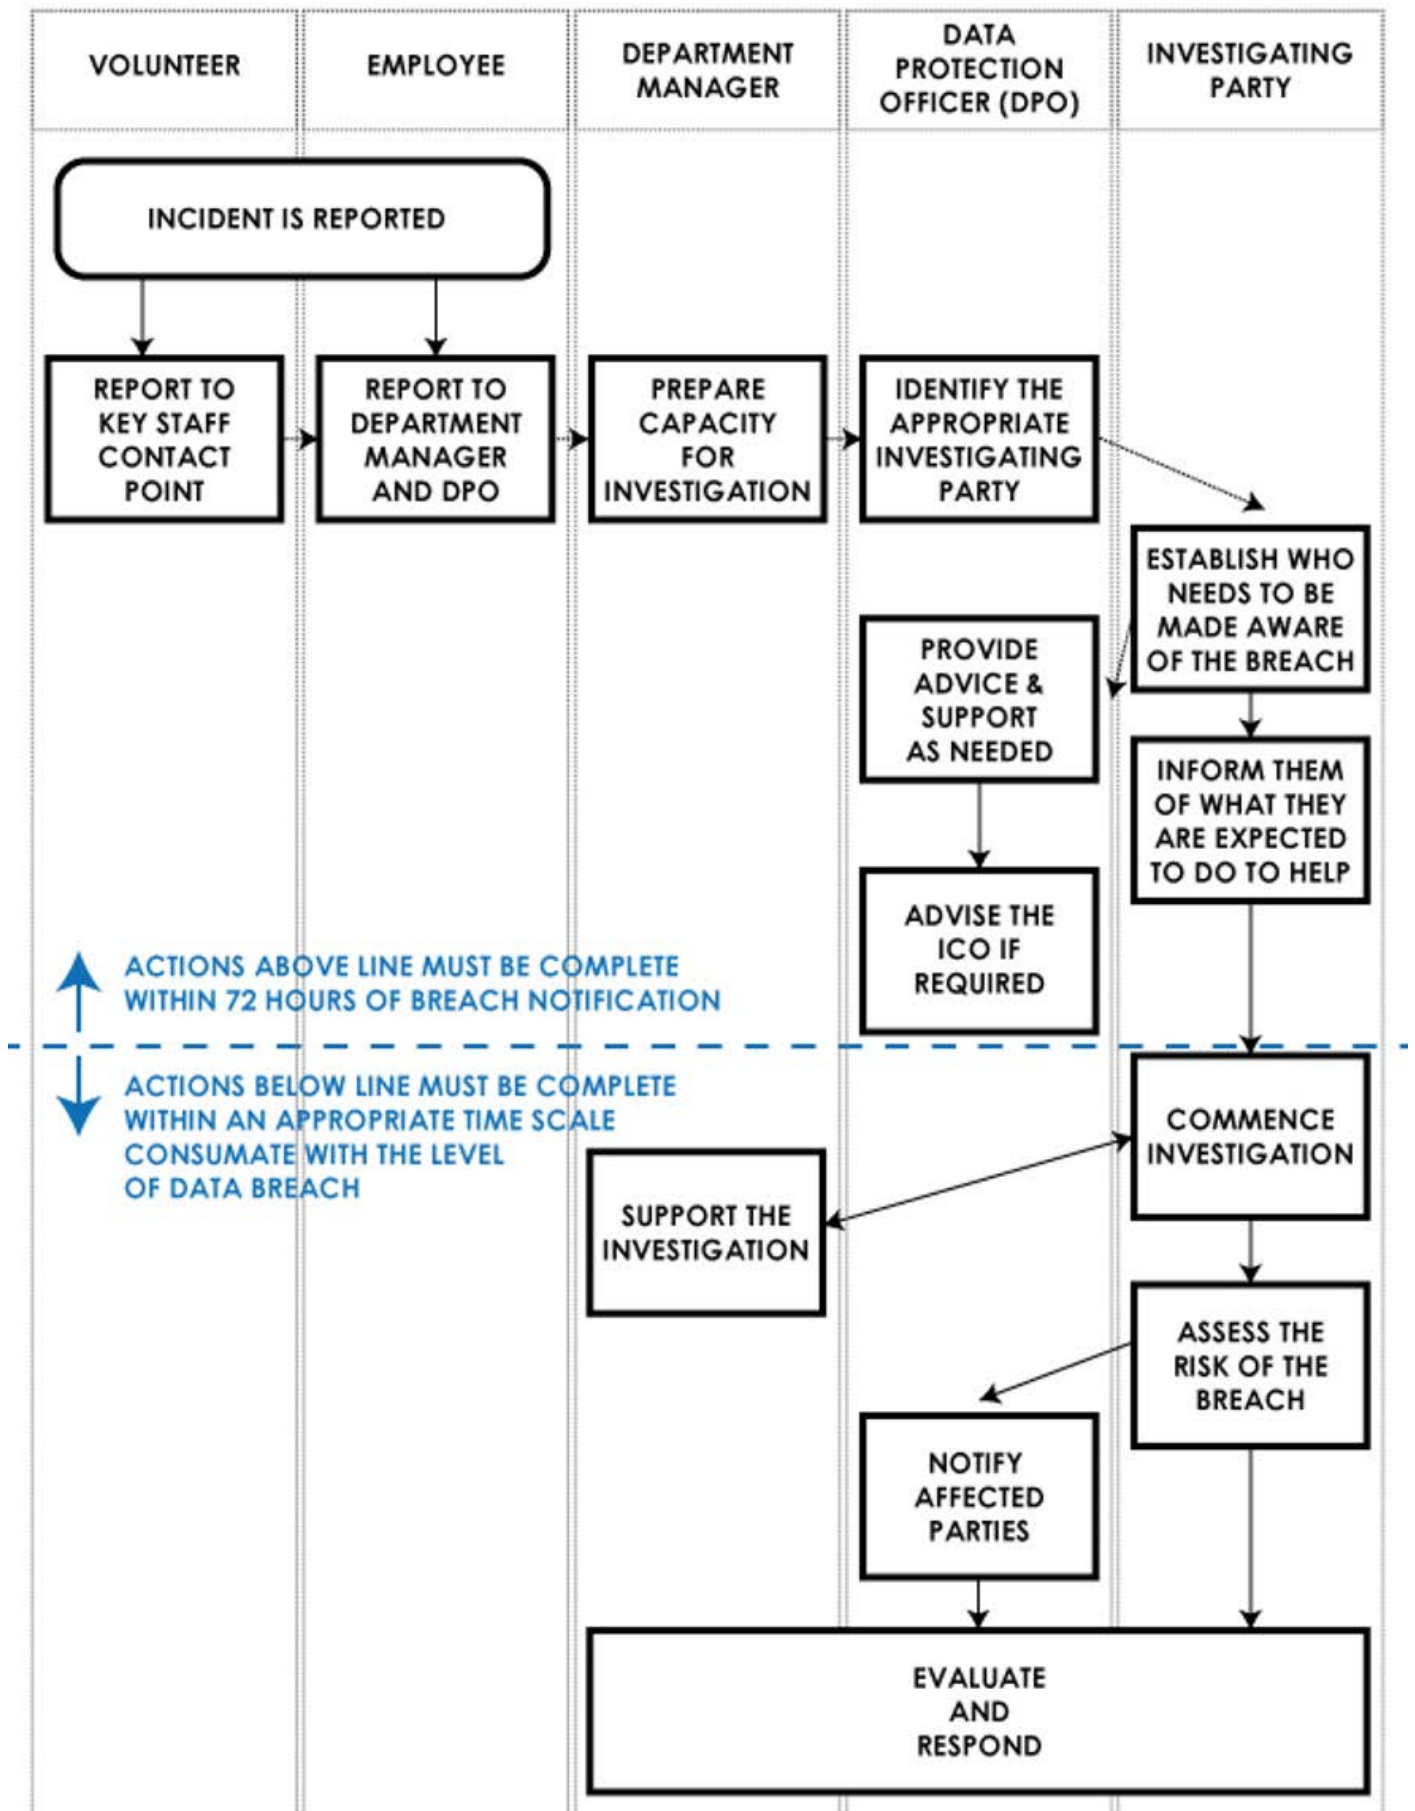 VOLUNTEER
EMPLOYEE
DEPARTMENT
MANAGER
DATA
PROTECTION
OFFICER (DPO)
INVESTIGATING
PARTY
INCIDENT IS REPORTED
REPORT TO
KEY STAFF
CONTACT
POINT
REPORT TO
DEPARTMENT
MANAGER
AND DPO
PREPARE
CAPACITY
FOR
INVESTIGATION
IDENTIFY THE
APPROPRIATE
INVESTIGATING
PARTY
ESTABLISH WHO
NEEDS TO BE
MADE AWARE
OF THE BREACH
PROVIDE
ADVICE &
SUPPORT
AS NEEDED
INFORM THEM
OF WHAT THEY
ARE EXPECTED
TO DO TO HELP
ADVISE THE
ICO IF
REQUIRED
ACTIONS ABOVE LINE MUST BE COMPLETE
WITHIN 72 HOURS OF BREACH NOTIFICATION
ACTIONS BELOW LINE MUST BE COMPLETE
WITHIN AN APPROPRIATE TIME SCALE
CONSUMATE WITH THE LEVEL
OF DATA BREACH
COMMENCE
INVESTIGATION
SUPPORT THE
INVESTIGATION
ASSESS THE
RISK OF THE
BREACH
NOTIFY
AFFECTED
PARTIES
EVALUATE
AND
RESPOND